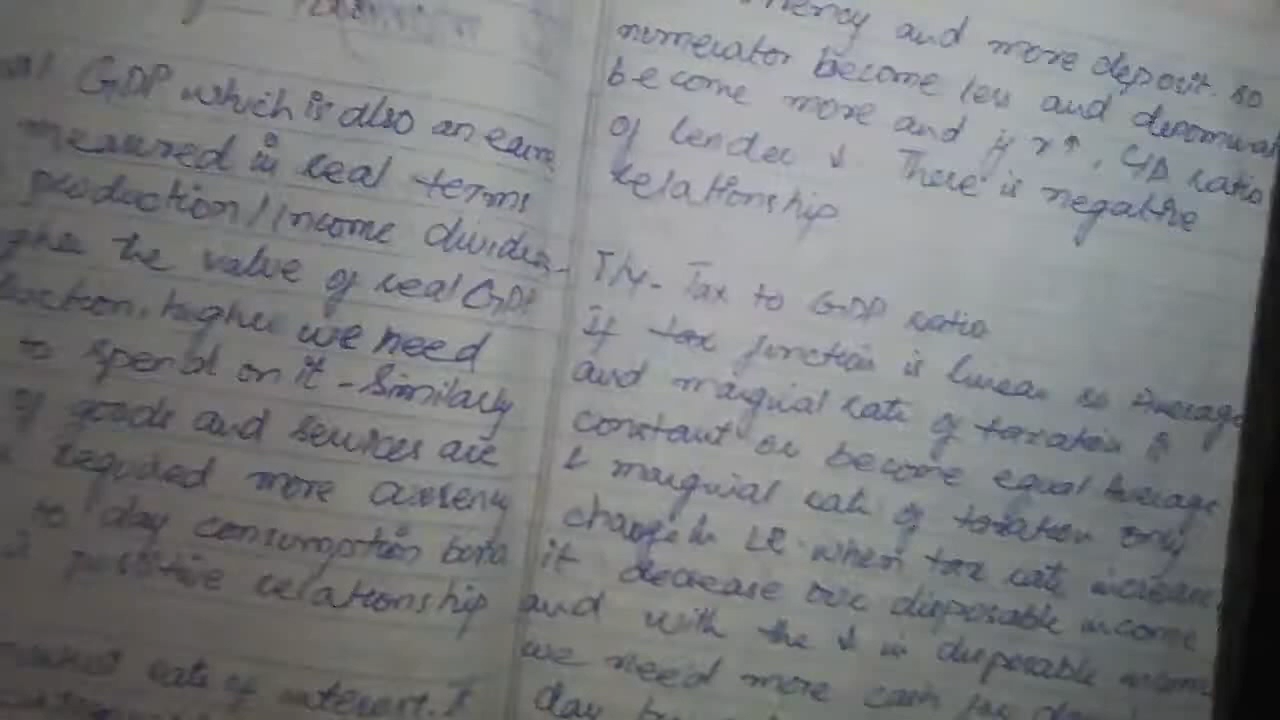 GDP which is also an
measured in real terms
production/income
the value of real GDP
higher we need
to spend on it - Similarly
of goods and services are
required more currency
to day consumption
positive relationship
rate of interest.
and more deposit. so
numerator become less and
become more and if r↑, C/D ratio
of lender ↓ There is negative
relationship
T/Y - Tax to GDP ratio
If tax function is linear so Average
and marginal rate of taxation is
constant or become equal Average
& marginal rate of taxation only
change in LR. when tax rate increase
it decrease our disposable income
and with the ↓ in disposable income
we need more cash for
day